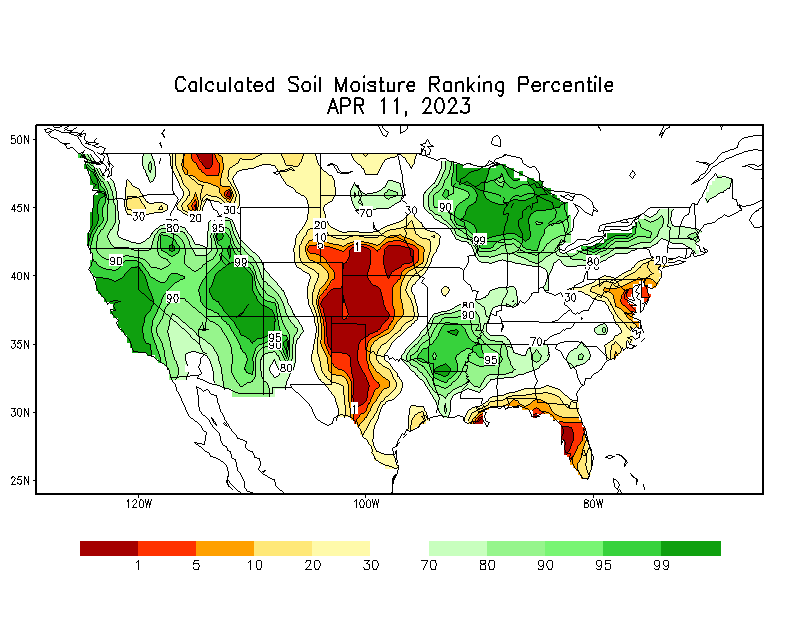 Calculated Soil Moisture Ranking Percentile
APR 11, 2023
50N
45N
40N
35N
30N
25N
120W 100W 80W
30 20 30 80 95 70 30 90 20 10 5 1 99
90 99 80 20
90 30 80 90
95 90 80 95 70
1
1 5 10 20 30 70 80 90 95 99